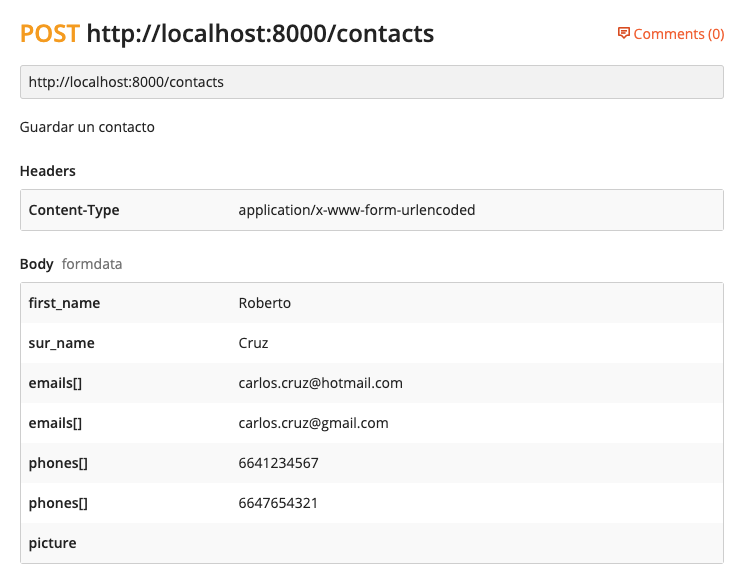 POST http://localhost:8000/contacts
Comments (0)
http://localhost:8000/contacts
Guardar un contacto
Headers
Content-Type application/x-www-form-urlencoded
Body formdata
first_name Roberto
sur_name Cruz
emails[] carlos.cruz@hotmail.com
emails[] carlos.cruz@gmail.com
phones[] 6641234567
phones[] 6647654321
picture